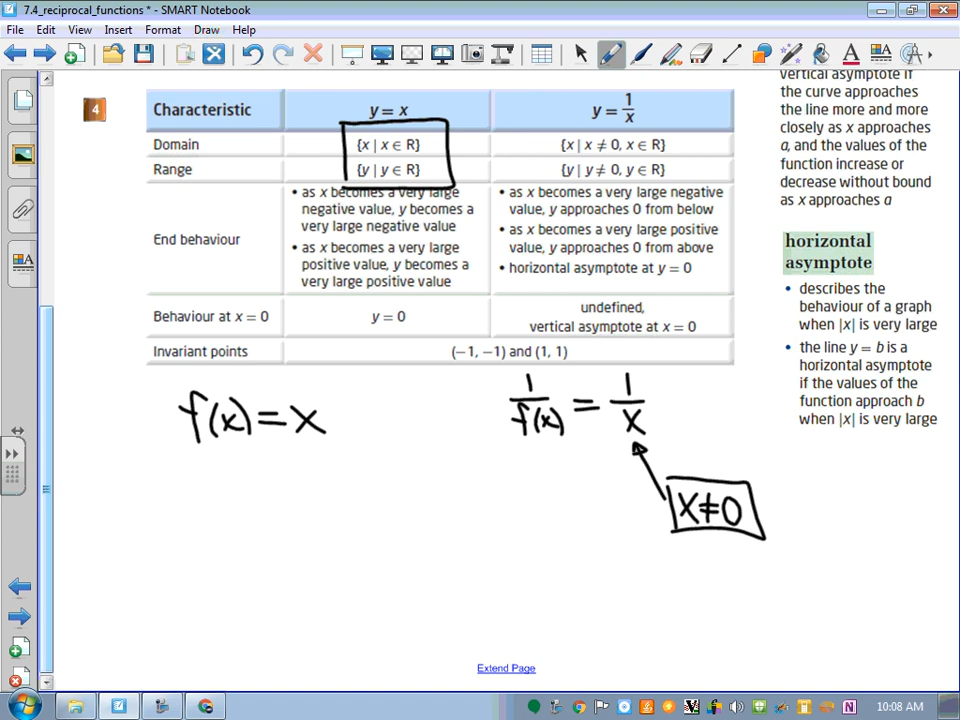 7.4_reciprocal_functions * - SMART Notebook
File Edit View Insert Format Draw Help
4
Characteristic y = x y = 1/x
Domain {x | x ∈ R} {x | x ≠ 0, x ∈ R}
Range {y | y ∈ R} {y | y ≠ 0, y ∈ R}
End behaviour
• as x becomes a very large
negative value, y becomes a
very large negative value
• as x becomes a very large
positive value, y becomes a
very large positive value
• as x becomes a very large negative
value, y approaches 0 from below
• as x becomes a very large positive
value, y approaches 0 from above
• horizontal asymptote at y = 0
Behaviour at x = 0 y = 0
undefined,
vertical asymptote at x = 0
Invariant points (−1, −1) and (1, 1)
f(x) = x
1/f(x) = 1/x
x ≠ 0
vertical asymptote if
the curve approaches
the line more and more
closely as x approaches
a, and the values of the
function increase or
decrease without bound
as x approaches a
horizontal
asymptote
• describes the
behaviour of a graph
when |x| is very large
• the line y = b is a
horizontal asymptote
if the values of the
function approach b
when |x| is very large
Extend Page
10:08 AM